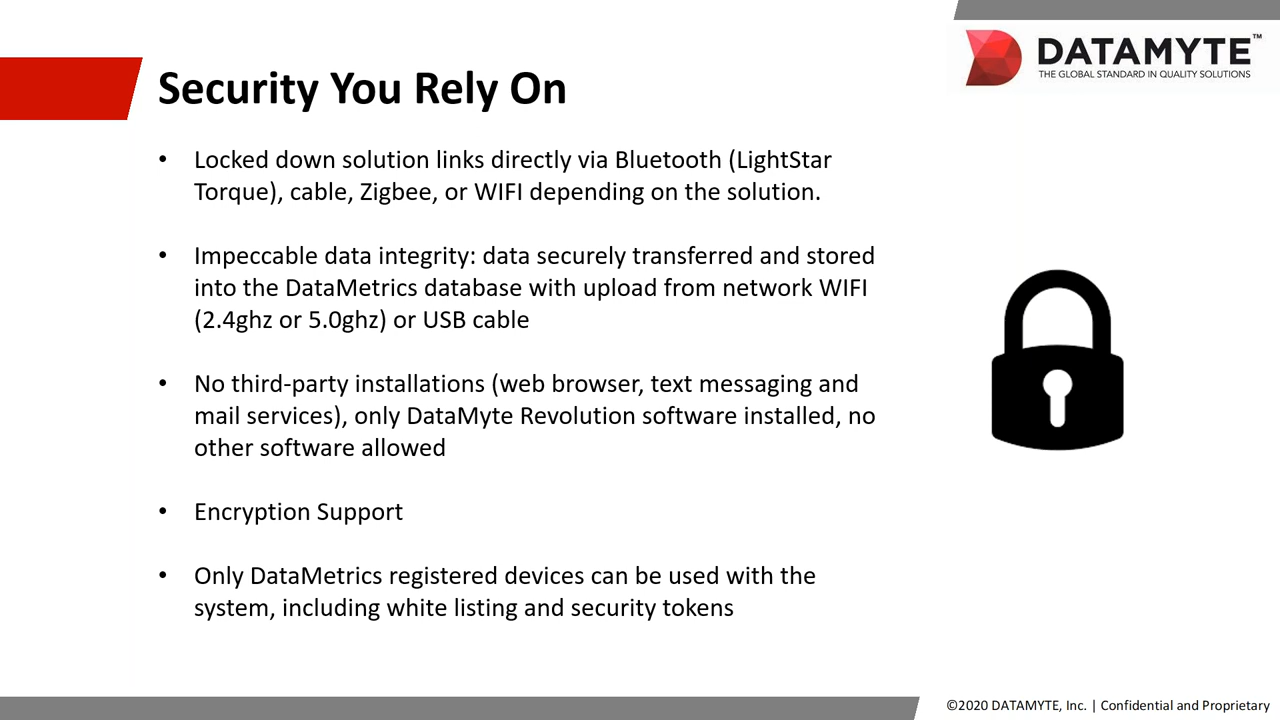 DATAMYTE™
THE GLOBAL STANDARD IN QUALITY SOLUTIONS
Security You Rely On
• Locked down solution links directly via Bluetooth (LightStar
Torque), cable, Zigbee, or WIFI depending on the solution.
• Impeccable data integrity: data securely transferred and stored
into the DataMetrics database with upload from network WIFI
(2.4ghz or 5.0ghz) or USB cable
• No third-party installations (web browser, text messaging and
mail services), only DataMyte Revolution software installed, no
other software allowed
• Encryption Support
• Only DataMetrics registered devices can be used with the
system, including white listing and security tokens
©2020 DATAMYTE, Inc. | Confidential and Proprietary